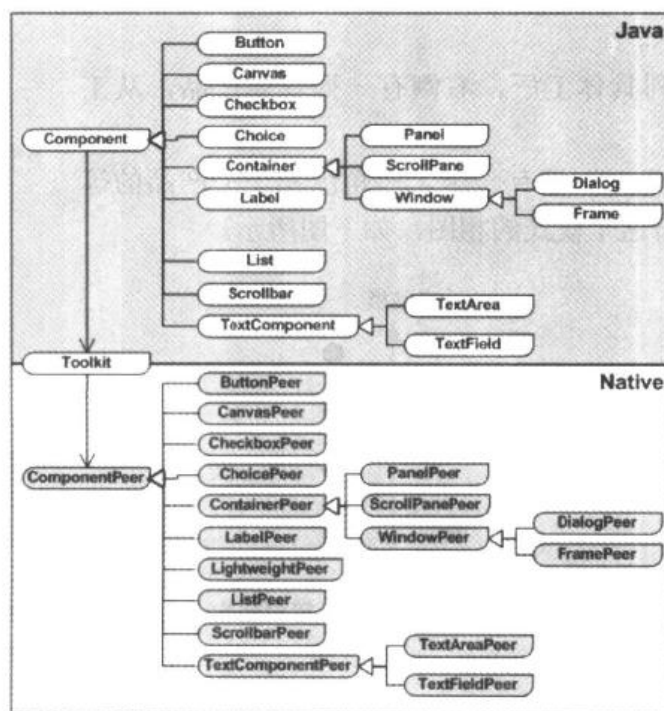 Java
Button
Canvas
Checkbox
Component
Choice
Container
Label
List
Scrollbar
TextComponent
Panel
ScrollPane
Window
Dialog
Frame
TextArea
TextField
Toolkit
Native
ButtonPeer
CanvasPeer
CheckboxPeer
ComponentPeer
ChoicePeer
ContainerPeer
LabelPeer
LightweightPeer
ListPeer
ScrollbarPeer
TextComponentPeer
PanelPeer
ScrollPanePeer
WindowPeer
DialogPeer
FramePeer
TextAreaPeer
TextFieldPeer